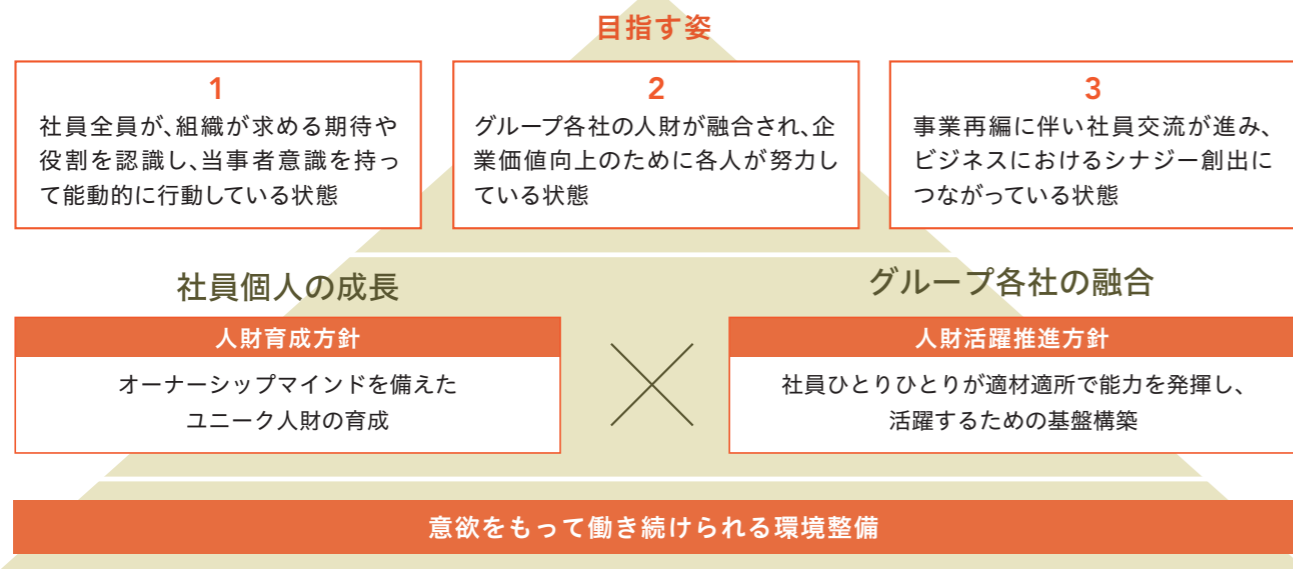 目指す姿
1
社員全員が、組織が求める期待や
役割を認識し、当事者意識を持っ
て能動的に行動している状態
2
グループ各社の人財が融合され、企
業価値向上のために各人が努力し
ている状態
3
事業再編に伴い社員交流が進み、
ビジネスにおけるシナジー創出に
つながっている状態
社員個人の成長
人財育成方針
オーナーシップマインドを備えた
ユニーク人財の育成
グループ各社の融合
人財活躍推進方針
社員ひとりひとりが適材適所で能力を発揮し、
活躍するための基盤構築
意欲をもって働き続けられる環境整備